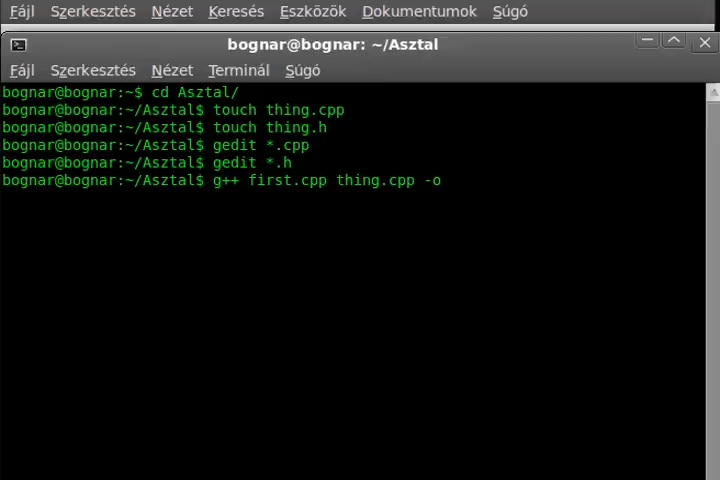 Fájl Szerkesztés Nézet Keresés Eszközök Dokumentumok Súgó
bognar@bognar: ~/Asztal
Fájl Szerkesztés Nézet Terminál Súgó
bognar@bognar:~$ cd Asztal/
bognar@bognar:~/Asztal$ touch thing.cpp
bognar@bognar:~/Asztal$ touch thing.h
bognar@bognar:~/Asztal$ gedit *.cpp
bognar@bognar:~/Asztal$ gedit *.h
bognar@bognar:~/Asztal$ g++ first.cpp thing.cpp -o